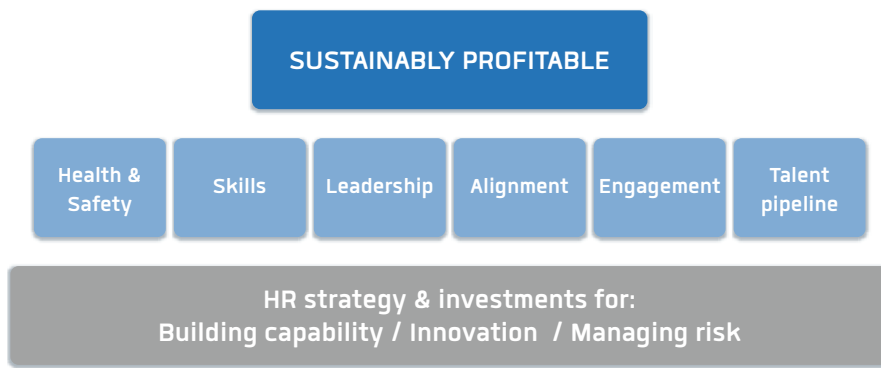 SUSTAINABLY PROFITABLE
Health &
Safety
Skills
Leadership
Alignment
Engagement
Talent
pipeline
HR strategy & investments for:
Building capability / Innovation / Managing risk